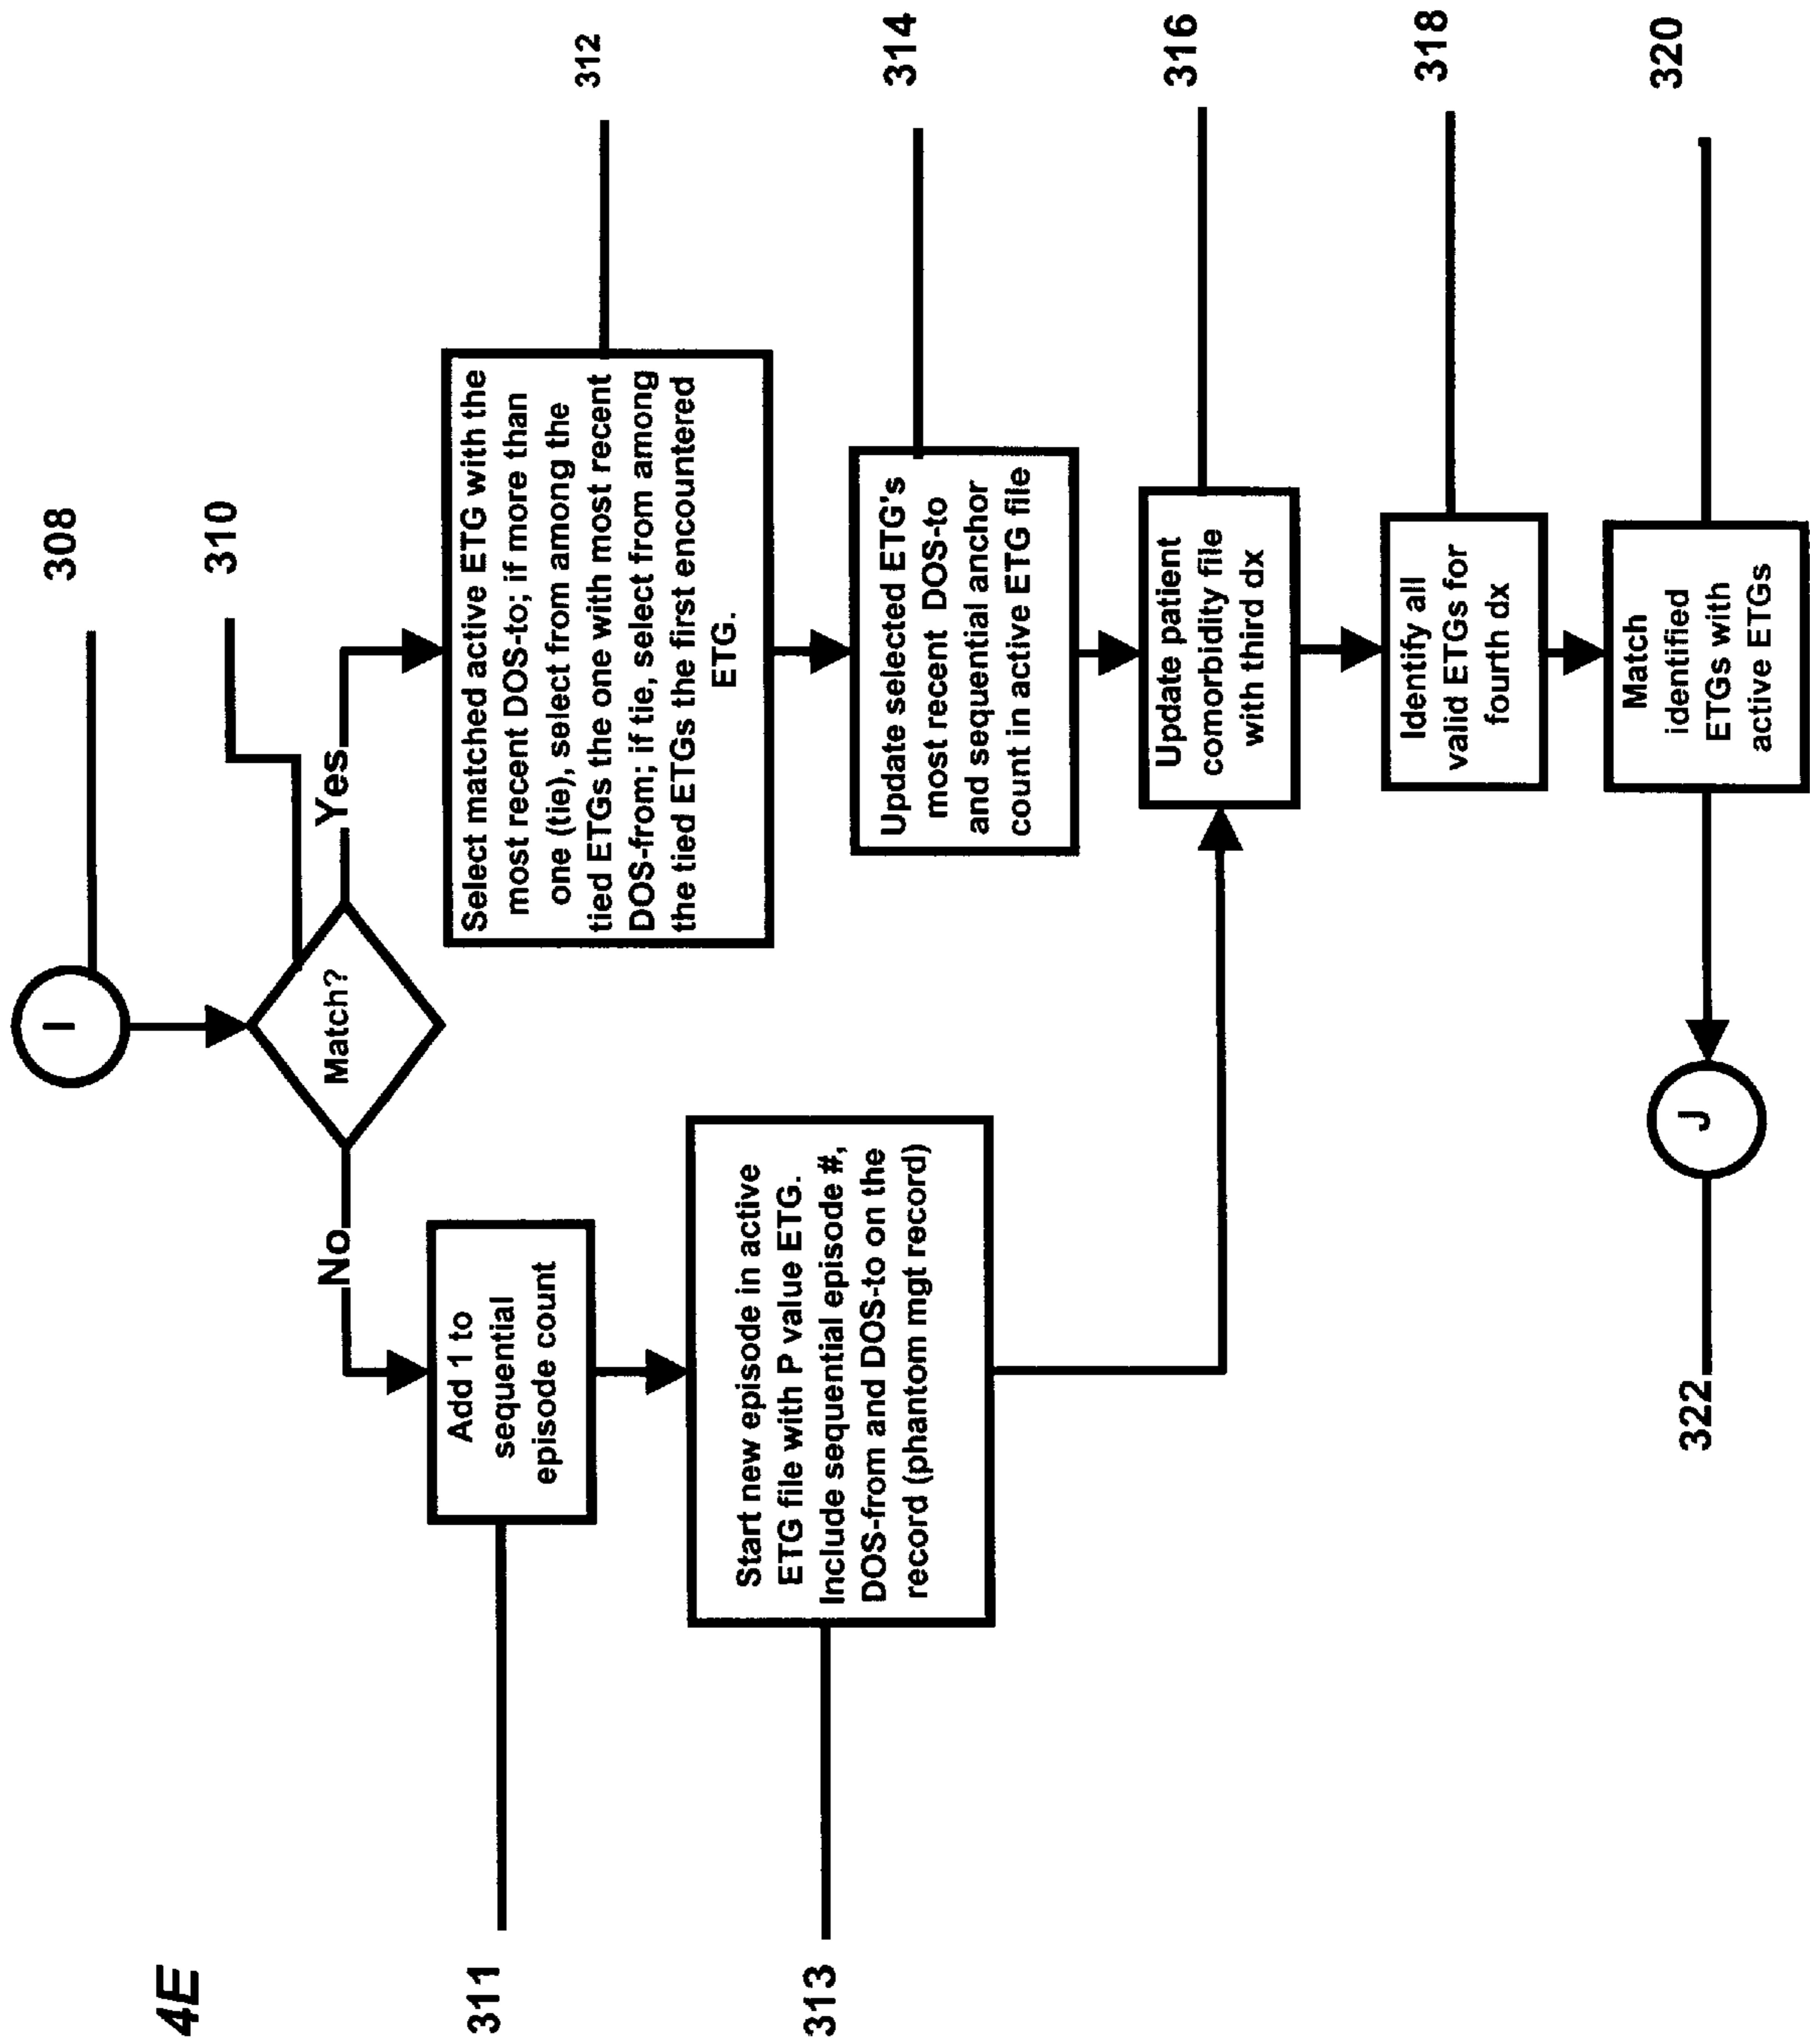 4E
I
308
310
Match?
No
Yes
311
Add 1 to
sequential
episode count
312
Select matched active ETG with the
most recent DOS-to; if more than
one (tie), select from among the
tied ETGs the one with most recent
DOS-from; if tie, select from among
the tied ETGs the first encountered
ETG.
313
Start new episode in active
ETG file with P value ETG.
Include sequential episode #,
DOS-from and DOS-to on the
record (phantom mgt record)
314
Update selected ETG's
most recent DOS-to
and sequential anchor
count in active ETG file
316
Update patient
comorbidity file
with third dx
318
Identify all
valid ETGs for
fourth dx
320
Match
identified
ETGs with
active ETGs
J
322